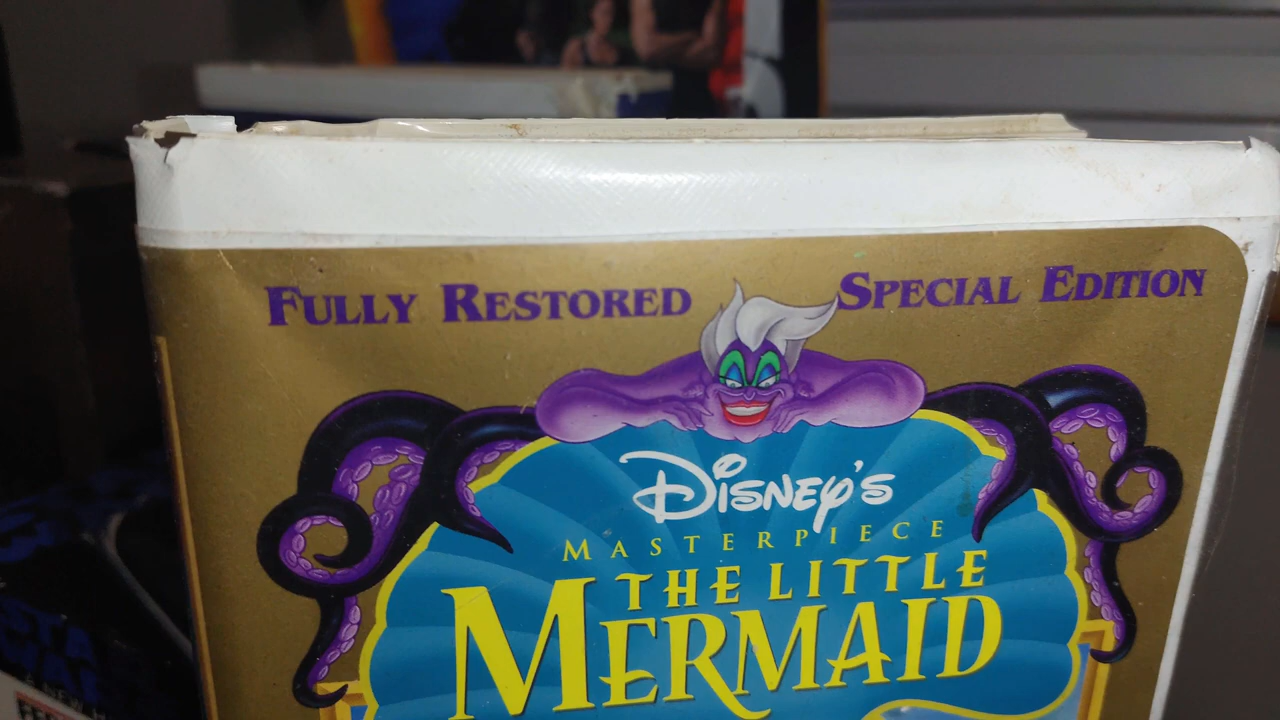 FULLY RESTORED SPECIAL EDITION
DISNEY'S
MASTERPIECE
THE LITTLE
MERMAID